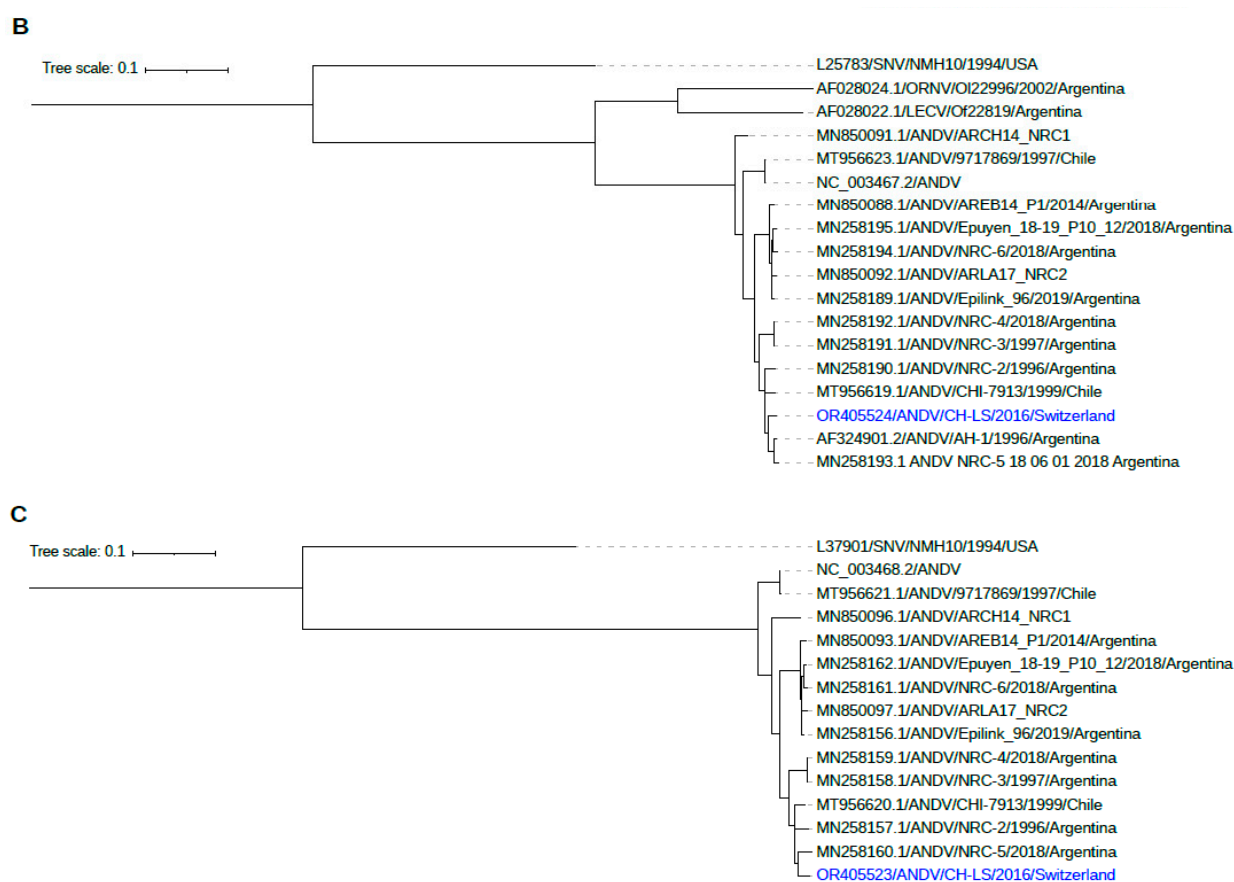 B
Tree scale: 0.1
L25783/SNV/NMH10/1994/USA
AF028024.1/ORNV/Ol22996/2002/Argentina
AF028022.1/LECV/Of22819/Argentina
MN850091.1/ANDV/ARCH14_NRC1
MT956623.1/ANDV/9717869/1997/Chile
NC_003467.2/ANDV
MN850088.1/ANDV/AREB14_P1/2014/Argentina
MN258195.1/ANDV/Epuyen_18-19_P10_12/2018/Argentina
MN258194.1/ANDV/NRC-6/2018/Argentina
MN850092.1/ANDV/ARLA17_NRC2
MN258189.1/ANDV/Epilink_96/2019/Argentina
MN258192.1/ANDV/NRC-4/2018/Argentina
MN258191.1/ANDV/NRC-3/1997/Argentina
MN258190.1/ANDV/NRC-2/1996/Argentina
MT956619.1/ANDV/CHI-7913/1999/Chile
OR405524/ANDV/CH-LS/2016/Switzerland
AF324901.2/ANDV/AH-1/1996/Argentina
MN258193.1 ANDV NRC-5 18 06 01 2018 Argentina
C
Tree scale: 0.1
L37901/SNV/NMH10/1994/USA
NC_003468.2/ANDV
MT956621.1/ANDV/9717869/1997/Chile
MN850096.1/ANDV/ARCH14_NRC1
MN850093.1/ANDV/AREB14_P1/2014/Argentina
MN258162.1/ANDV/Epuyen_18-19_P10_12/2018/Argentina
MN258161.1/ANDV/NRC-6/2018/Argentina
MN850097.1/ANDV/ARLA17_NRC2
MN258156.1/ANDV/Epilink_96/2019/Argentina
MN258159.1/ANDV/NRC-4/2018/Argentina
MN258158.1/ANDV/NRC-3/1997/Argentina
MT956620.1/ANDV/CHI-7913/1999/Chile
MN258157.1/ANDV/NRC-2/1996/Argentina
MN258160.1/ANDV/NRC-5/2018/Argentina
OR405523/ANDV/CH-LS/2016/Switzerland